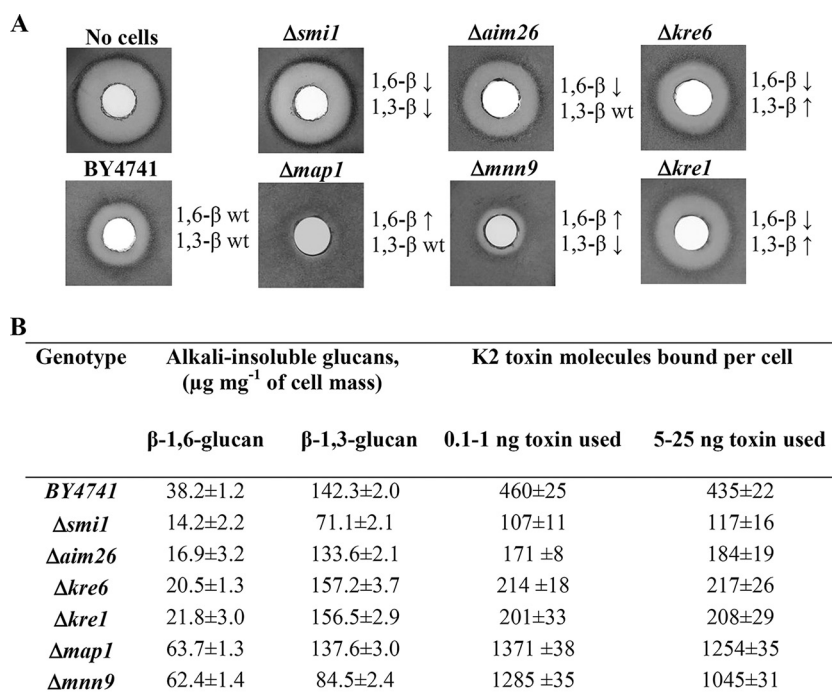 A
No cells
Δsmi1
Δaim26
Δkre6
1,6-β ↓
1,3-β ↓
1,6-β ↓
1,3-β wt
1,6-β ↓
1,3-β ↑
BY4741
Δmap1
Δmnn9
Δkre1
1,6-β wt
1,3-β wt
1,6-β ↑
1,3-β wt
1,6-β ↑
1,3-β ↓
1,6-β ↓
1,3-β ↑
B
Genotype Alkali-insoluble glucans, K2 toxin molecules bound per cell
(µg mg-1 of cell mass)
β-1,6-glucan β-1,3-glucan 0.1-1 ng toxin used 5-25 ng toxin used
BY4741 38.2±1.2 142.3±2.0 460±25 435±22
Δsmi1 14.2±2.2 71.1±2.1 107±11 117±16
Δaim26 16.9±3.2 133.6±2.1 171 ±8 184±19
Δkre6 20.5±1.3 157.2±3.7 214 ±18 217±26
Δkre1 21.8±3.0 156.5±2.9 201±33 208±29
Δmap1 63.7±1.3 137.6±3.0 1371 ±38 1254±35
Δmnn9 62.4±1.4 84.5±2.4 1285 ±35 1045±31